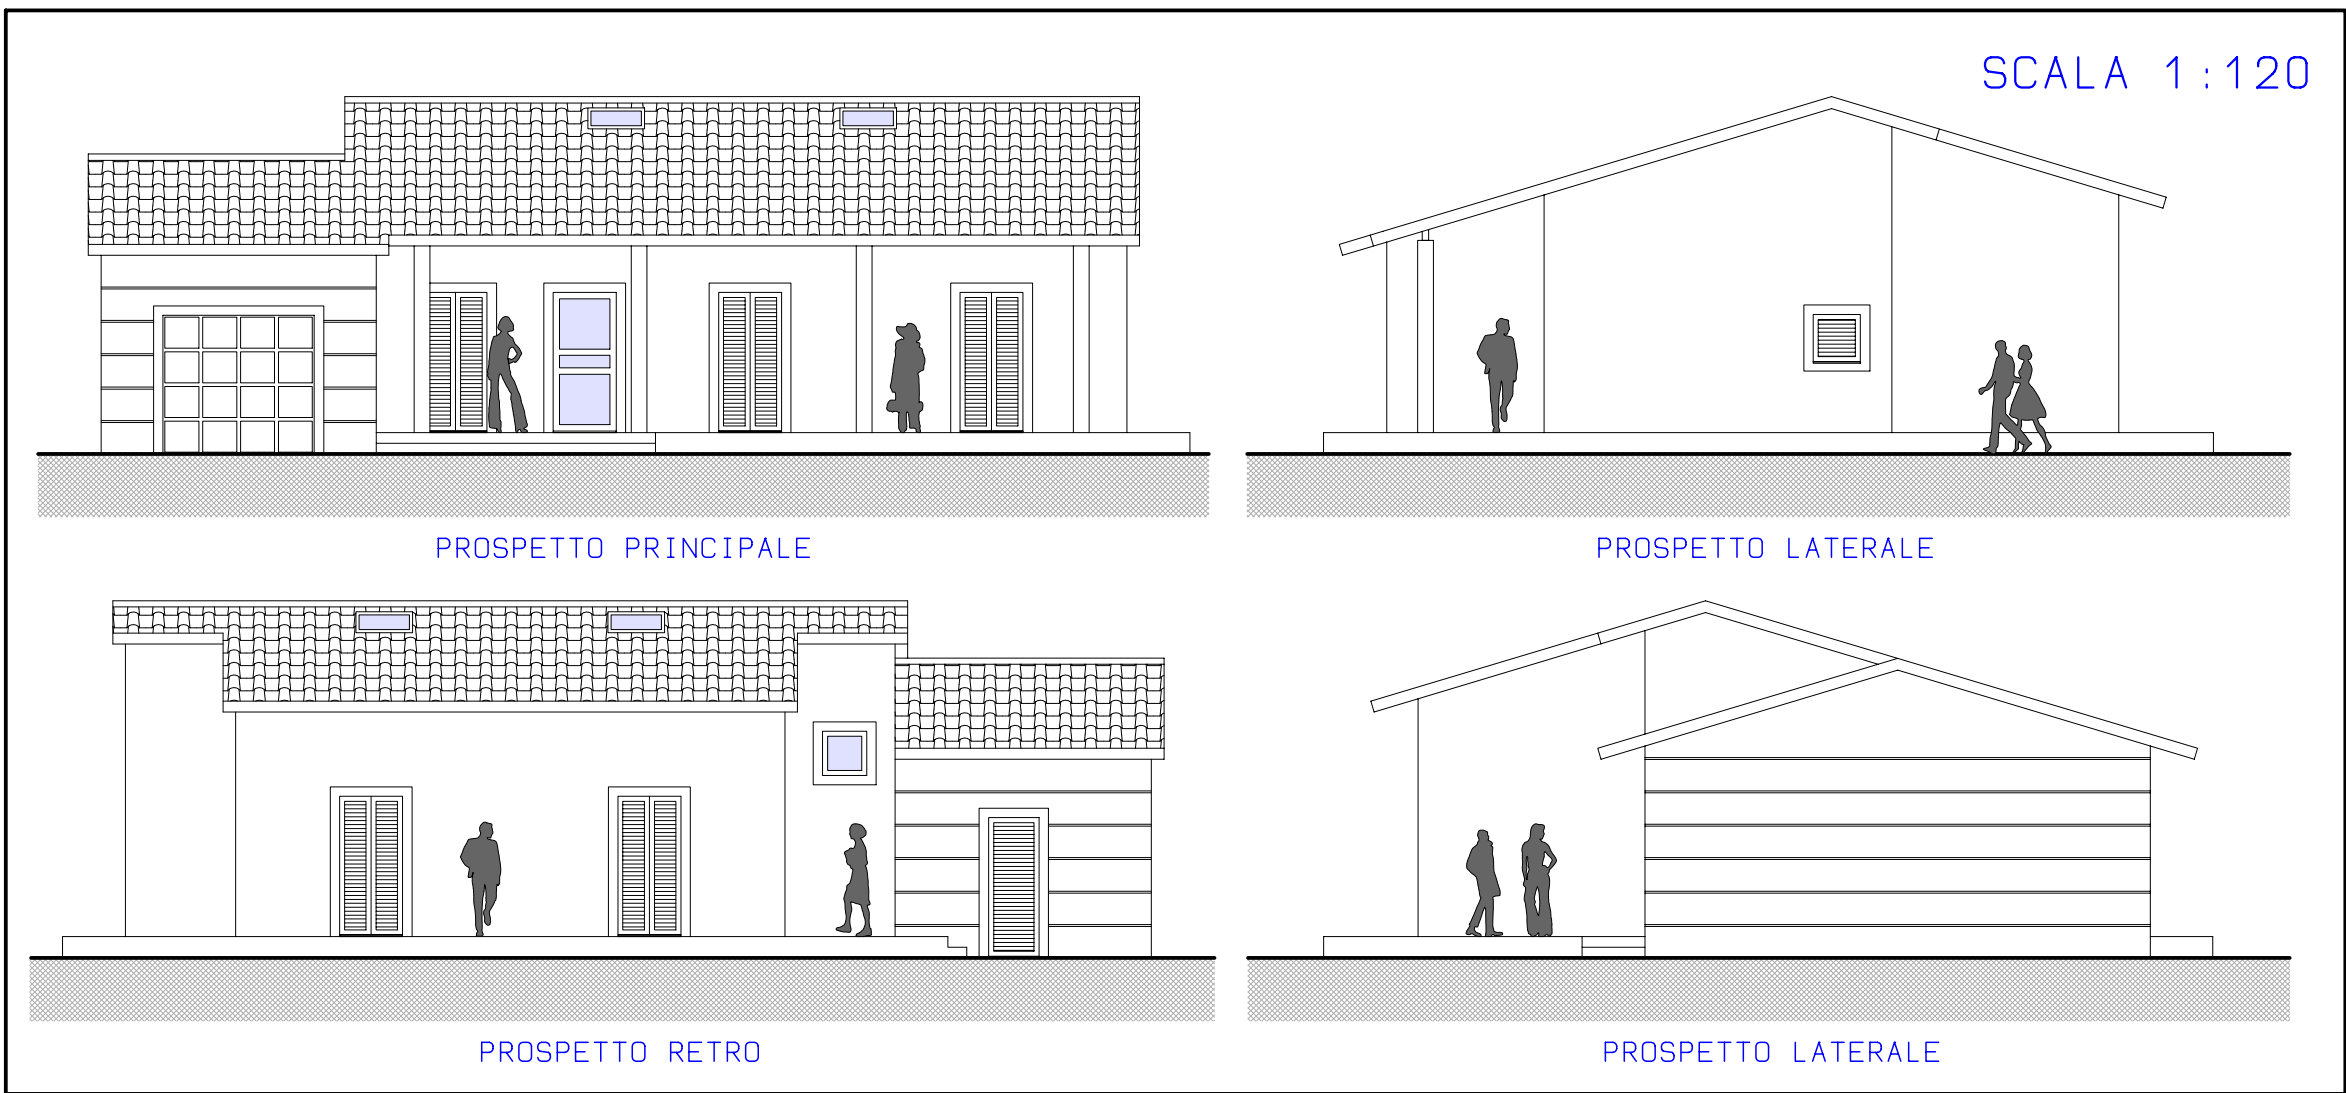 SCALA 1:120
PROSPETTO PRINCIPALE
PROSPETTO LATERALE
PROSPETTO RETRO
PROSPETTO LATERALE